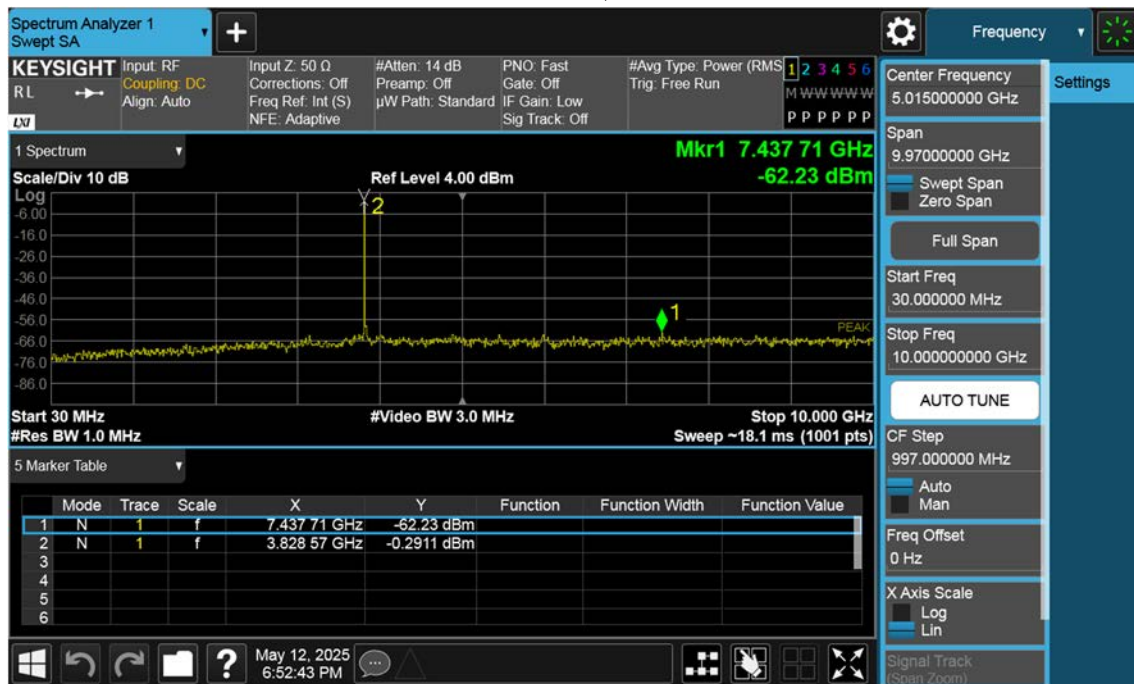 Spectrum Analyzer 1
Swept SA
+
Frequency
KEYSIGHT
RL
LXI
Input: RF
Coupling: DC
Align: Auto
Input Z: 50 Ω
Corrections: Off
Freq Ref: Int (S)
NFE: Adaptive
#Atten: 14 dB
Preamp: Off
µW Path: Standard
PNO: Fast
Gate: Off
IF Gain: Low
Sig Track: Off
#Avg Type: Power (RMS
Trig: Free Run
1 2 3 4 5 6
M W W W W W
P P P P P P
1 Spectrum
Mkr1 7.437 71 GHz
-62.23 dBm
Scale/Div 10 dB
Ref Level 4.00 dBm
Log
-6.00
-16.0
-26.0
-36.0
-46.0
-56.0
-66.0
-76.0
-86.0
2
1
PEAK
Start 30 MHz
#Video BW 3.0 MHz
Stop 10.000 GHz
#Res BW 1.0 MHz
Sweep ~18.1 ms (1001 pts)
5 Marker Table
Mode Trace Scale X Y Function Function Width Function Value
1 N 1 f 7.437 71 GHz -62.23 dBm
2 N 1 f 3.828 57 GHz -0.2911 dBm
3
4
5
6
?
May 12, 2025
6:52:43 PM
Center Frequency
5.015000000 GHz
Span
9.97000000 GHz
Swept Span
Zero Span
Full Span
Start Freq
30.000000 MHz
Stop Freq
10.000000000 GHz
AUTO TUNE
CF Step
997.000000 MHz
Auto
Man
Freq Offset
0 Hz
X Axis Scale
Log
Lin
Signal Track
(Span Zoom)
Settings